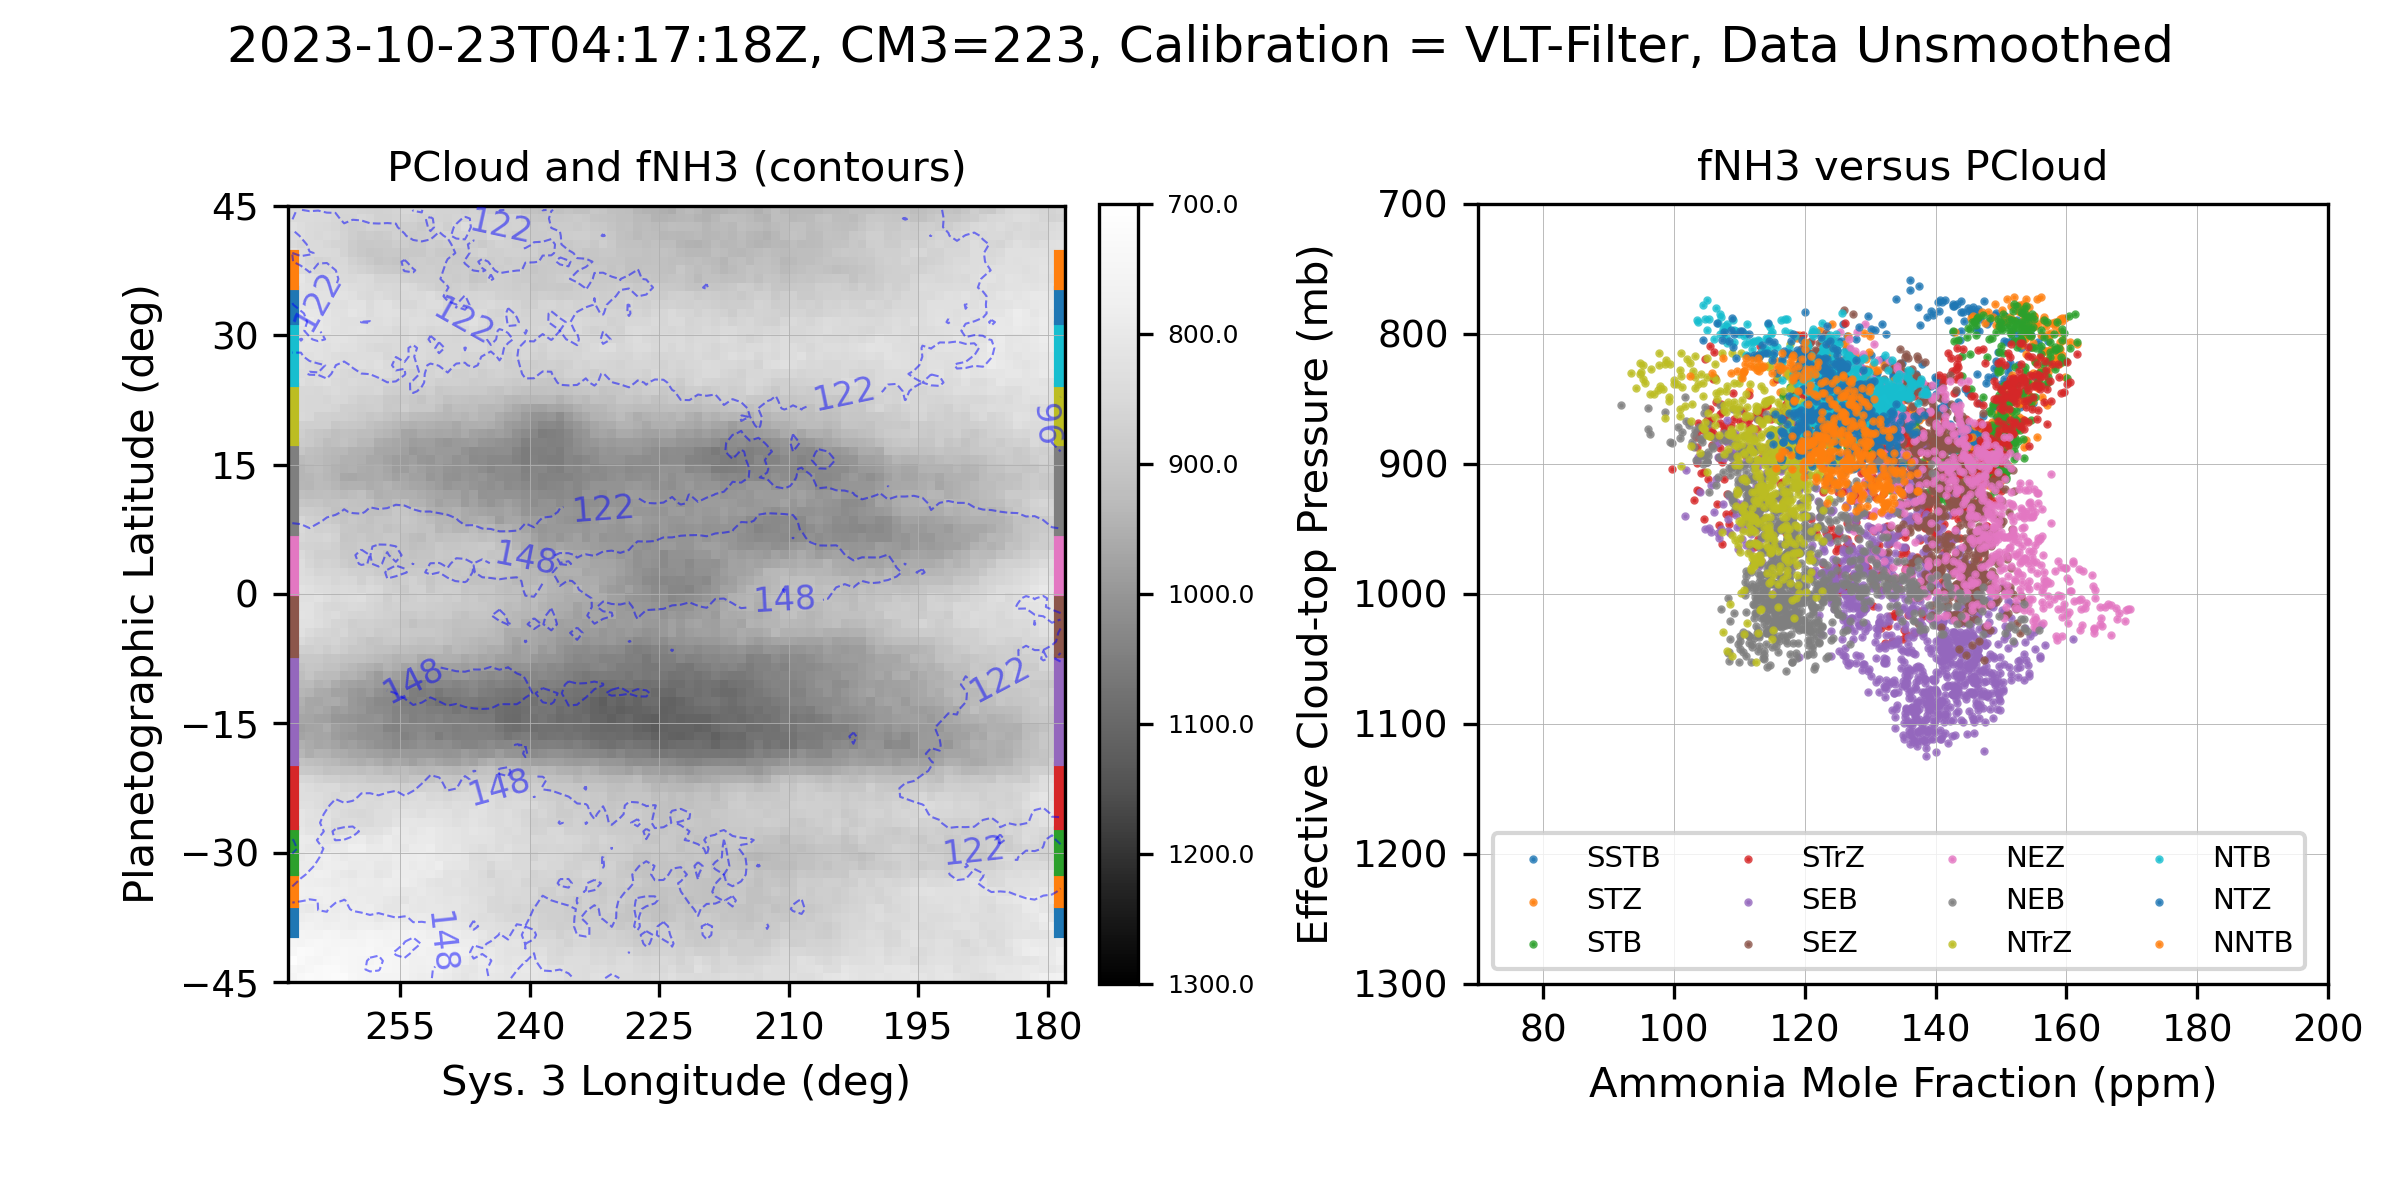 2023-10-23T04:17:18Z, CM3=223, Calibration = VLT-Filter, Data Unsmoothed
PCloud and fNH3 (contours)
Planetographic Latitude (deg)
45
30
15
0
−15
−30
−45
255
240
225
210
195
180
Sys. 3 Longitude (deg)
122
122
122
122
96
122
148
148
148
122
148
122
148
700.0
800.0
900.0
1000.0
1100.0
1200.0
1300.0
fNH3 versus PCloud
Effective Cloud-top Pressure (mb)
700
800
900
1000
1100
1200
1300
80
100
120
140
160
180
200
Ammonia Mole Fraction (ppm)
SSTB
STZ
STB
STrZ
SEB
SEZ
NEZ
NEB
NTrZ
NTB
NTZ
NNTB